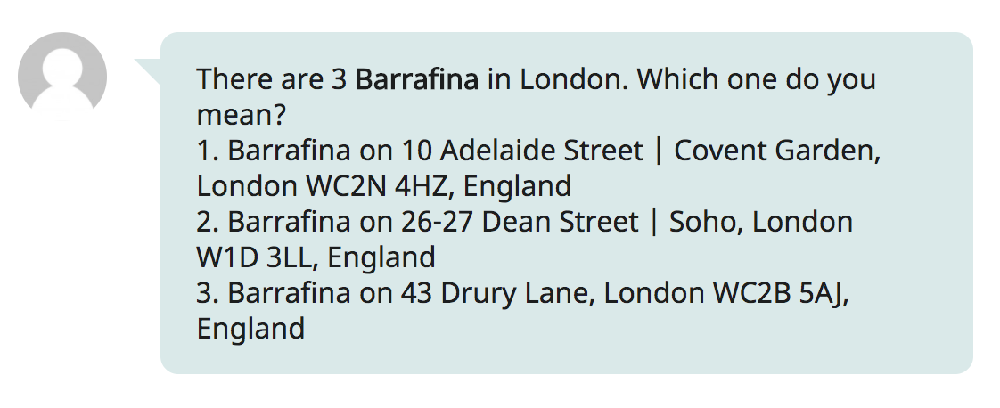 There are 3 Barrafina in London. Which one do you
mean?
1. Barrafina on 10 Adelaide Street | Covent Garden,
London WC2N 4HZ, England
2. Barrafina on 26-27 Dean Street | Soho, London
W1D 3LL, England
3. Barrafina on 43 Drury Lane, London WC2B 5AJ,
England